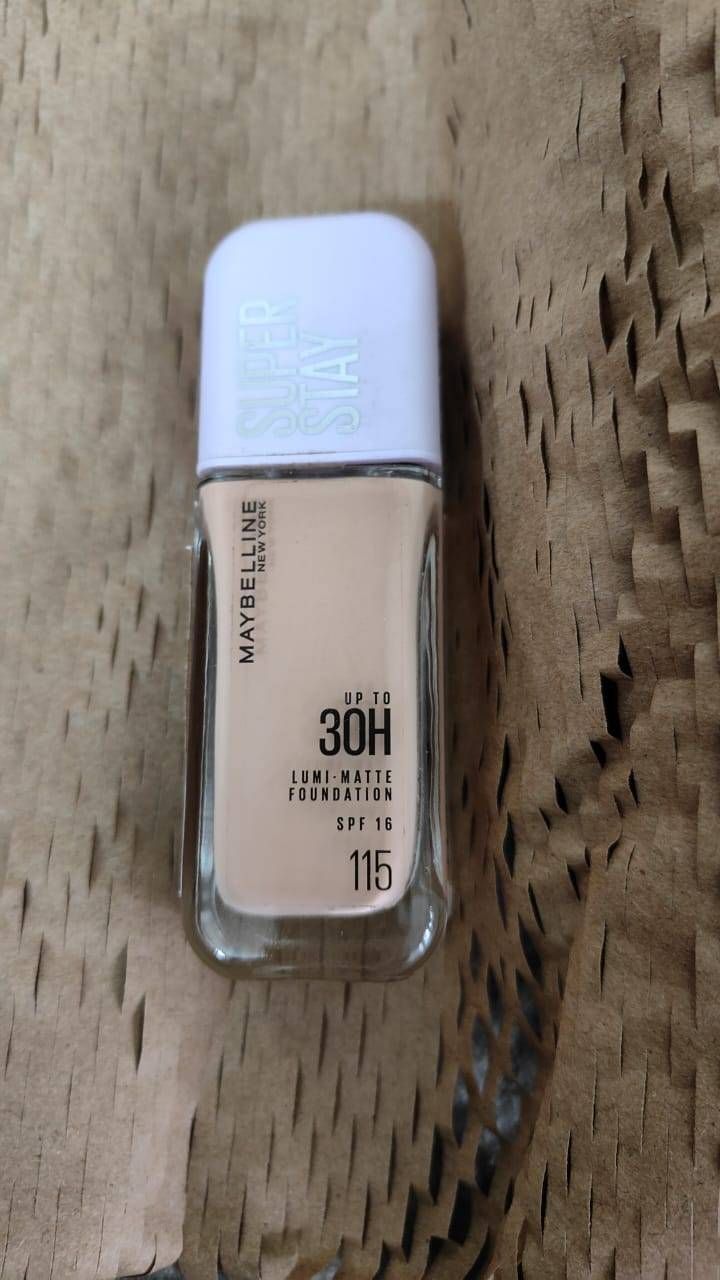 SUPER
STAY
MAYBELLINE
NEW YORK
UP TO
30H
LUMI-MATTE
FOUNDATION
SPF 16
115